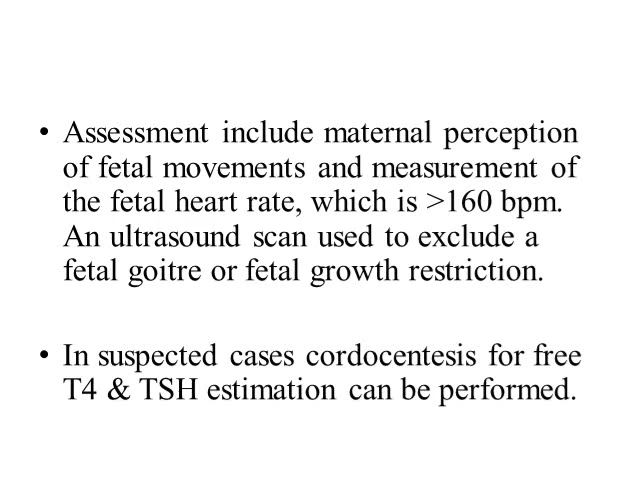 • Assessment include maternal perception
of fetal movements and measurement of
the fetal heart rate, which is >160 bpm.
An ultrasound scan used to exclude a
fetal goitre or fetal growth restriction.
• In suspected cases cordocentesis for free
T4 & TSH estimation can be performed.